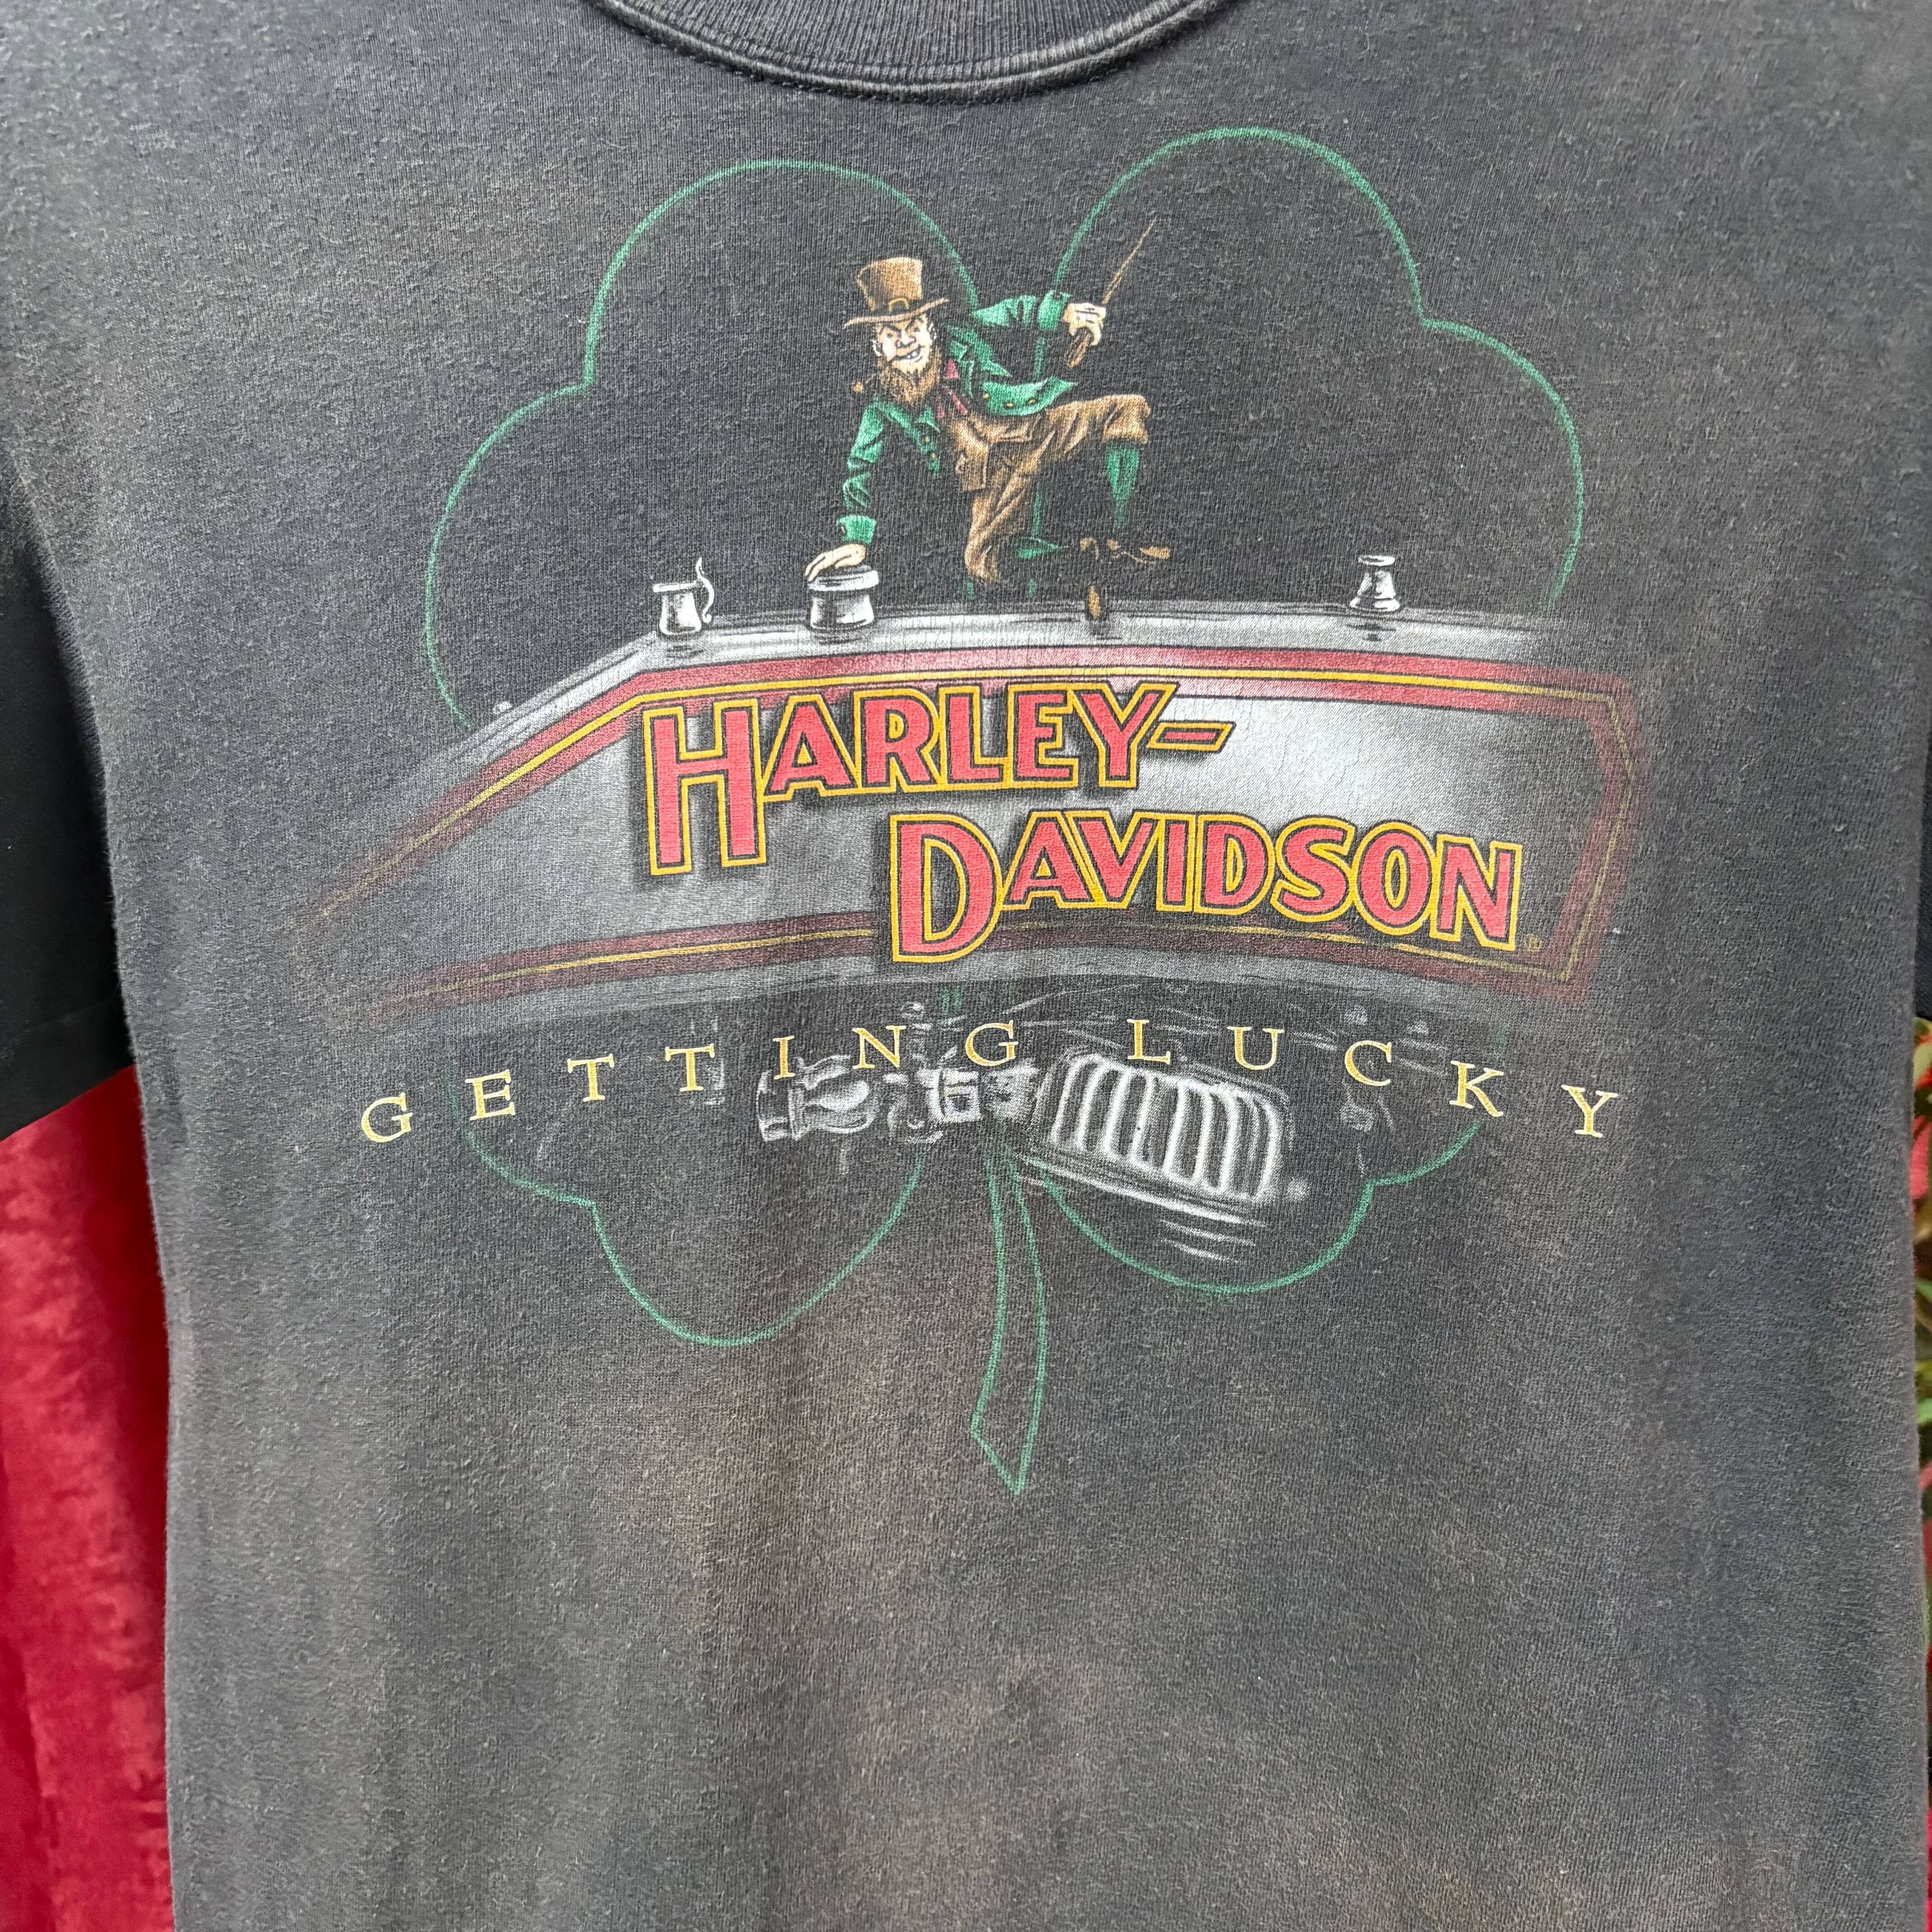 HARLEY-
DAVIDSON®
GETTING LUCKY